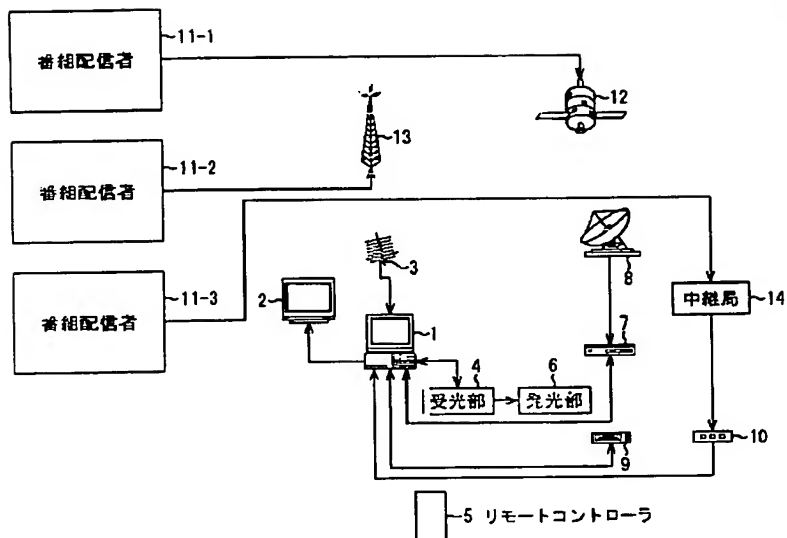 番組配信者
11-1
12
13
番組配信者
11-2
番組配信者
11-3
3
8
2
1
中継局
14
7
4
6
受光部
発光部
9
10
5 リモートコントローラ